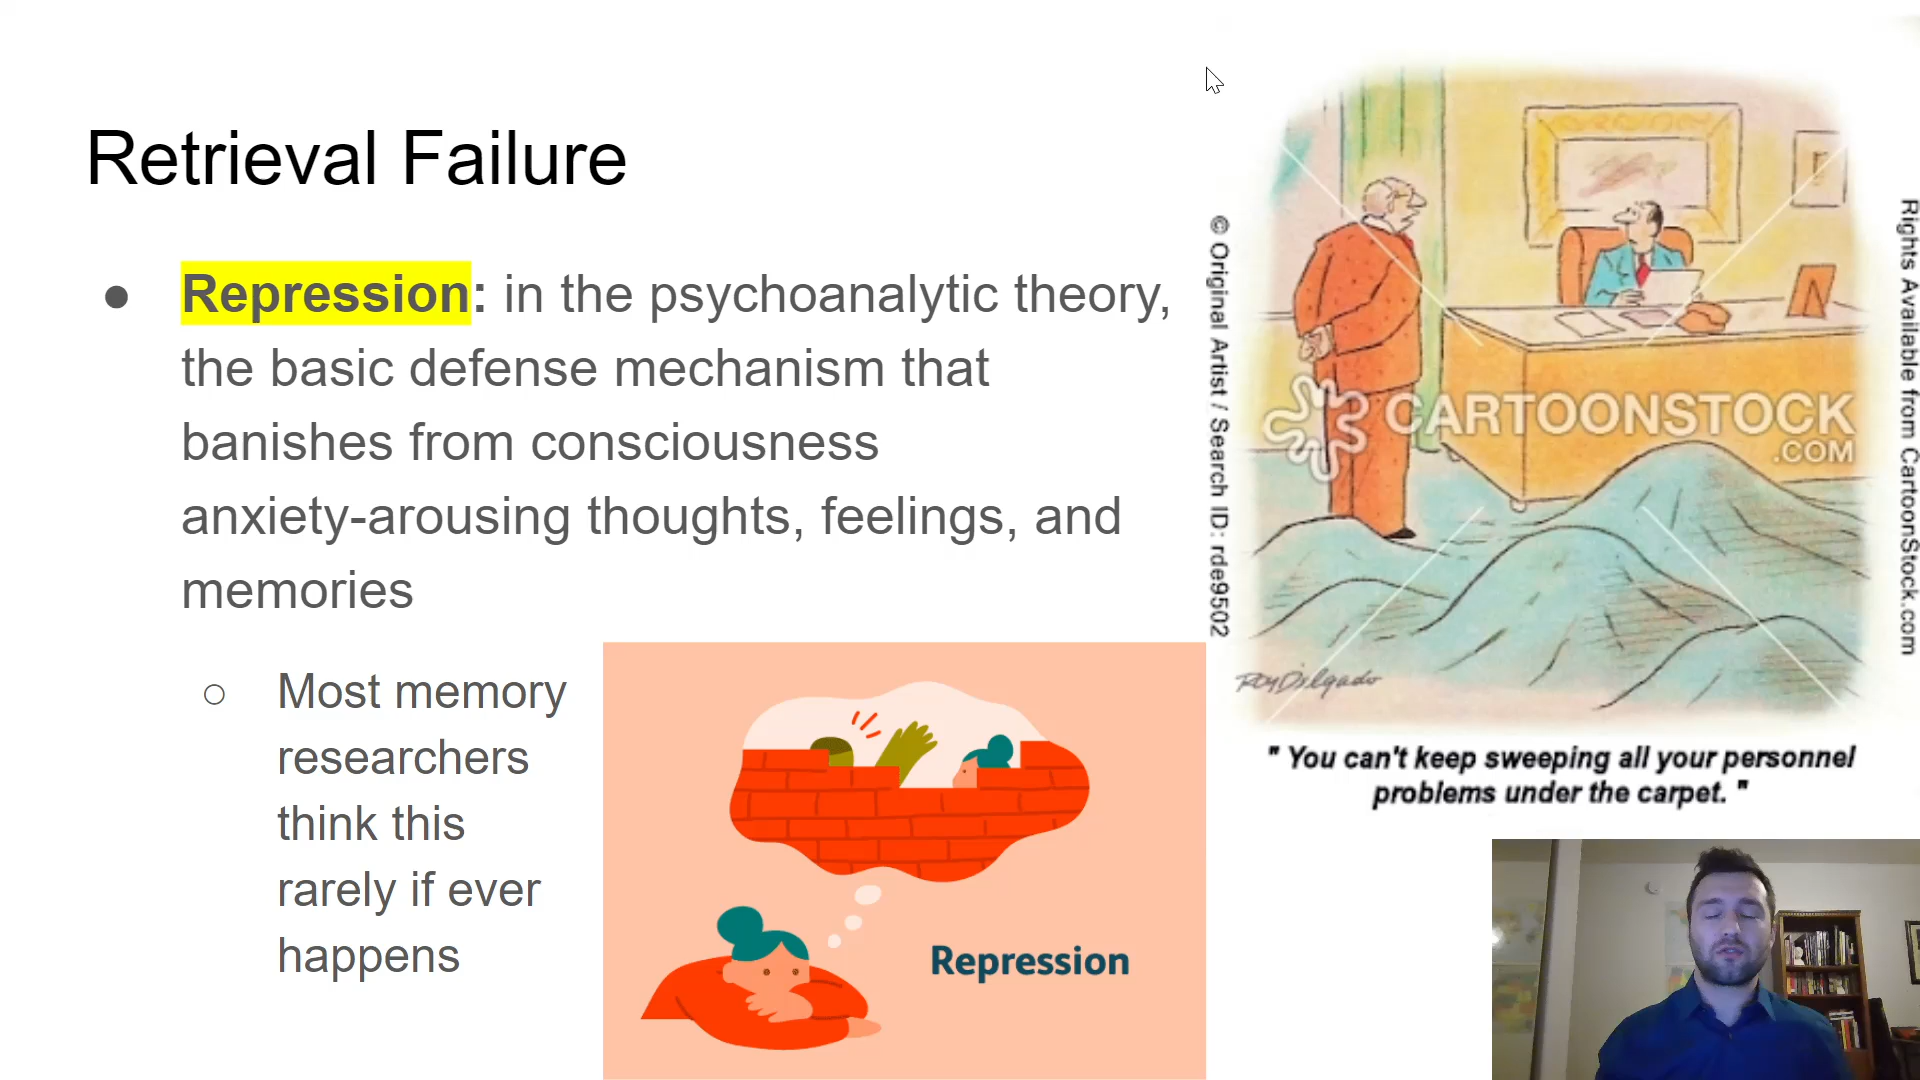 Retrieval Failure
● Repression: in the psychoanalytic theory,
the basic defense mechanism that
banishes from consciousness
anxiety-arousing thoughts, feelings, and
memories
○ Most memory
researchers
think this
rarely if ever
happens
Repression
© Original Artist / Search ID: rde9502
Rights Available from CartoonStock.com
CARTOONSTOCK
.COM
Roy Delgado
" You can't keep sweeping all your personnel
problems under the carpet. "